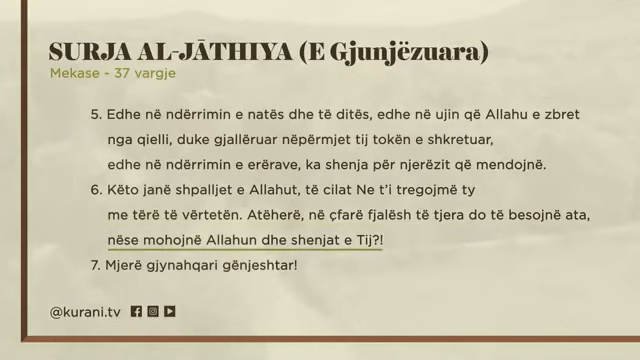 SURJA AL-JĀTHIYA (E Gjunjëzuara)
Mekase - 37 vargje
5. Edhe në ndërrimin e natës dhe të ditës, edhe në ujin që Allahu e zbret
nga qielli, duke gjallëruar nëpërmjet tij tokën e shkretuar,
edhe në ndërrimin e erërave, ka shenja për njerëzit që mendojnë.
6. Këto janë shpalljet e Allahut, të cilat Ne t'i tregojmë ty
me tërë të vërtetën. Atëherë, në çfarë fjalësh të tjera do të besojnë ata,
nëse mohojnë Allahun dhe shenjat e Tij?!
7. Mjerë gjynahqari gënjeshtar!
@kurani.tv